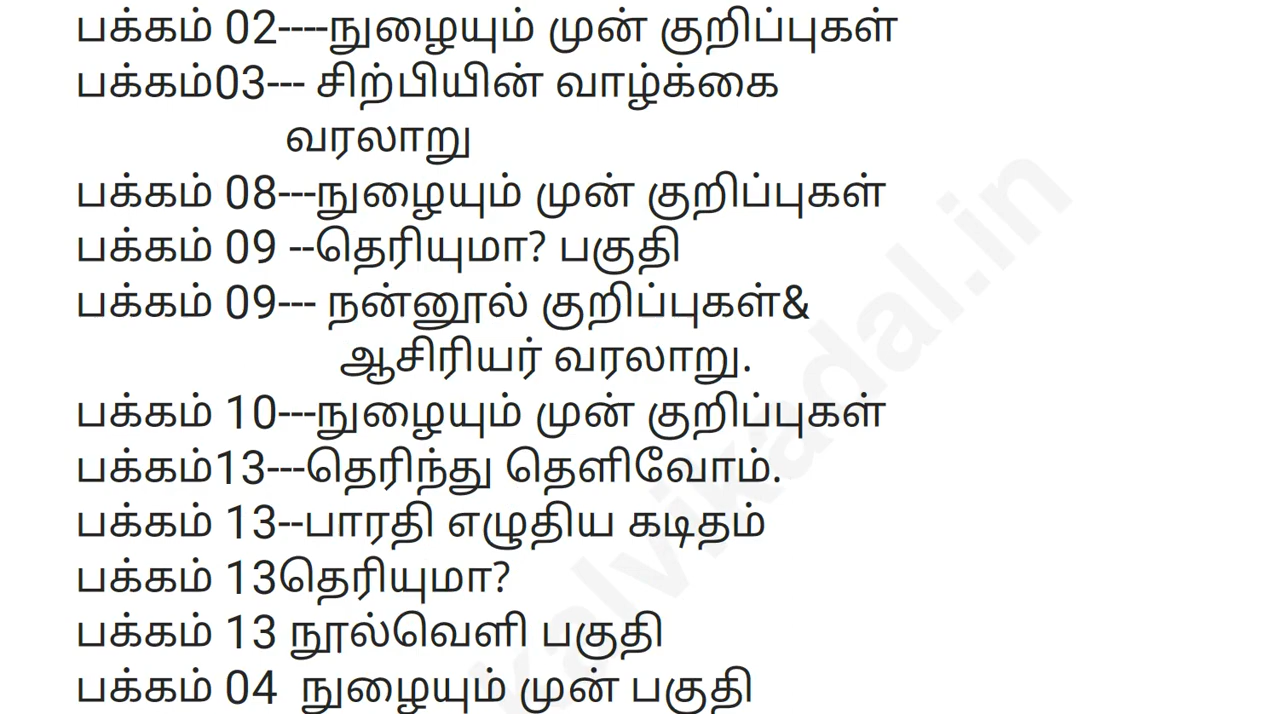 பக்கம் 02----நுழையும் முன் குறிப்புகள்
பக்கம்03--- சிற்பியின் வாழ்க்கை
வரலாறு
பக்கம் 08---நுழையும் முன் குறிப்புகள்
பக்கம் 09 --தெரியுமா? பகுதி
பக்கம் 09--- நன்னூல் குறிப்புகள்&
ஆசிரியர் வரலாறு.
பக்கம் 10---நுழையும் முன் குறிப்புகள்
பக்கம்13---தெரிந்து தெளிவோம்.
பக்கம் 13--பாரதி எழுதிய கடிதம்
பக்கம் 13தெரியுமா?
பக்கம் 13 நூல்வெளி பகுதி
பக்கம் 04 நுழையும் முன் பகுதி
kalvikadal.in